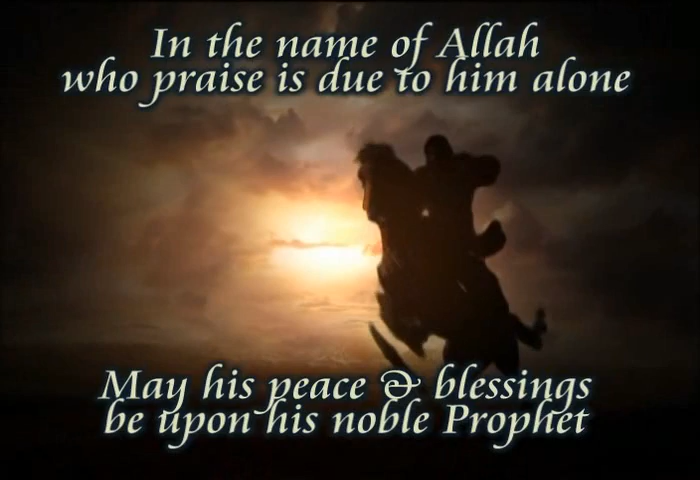 In the name of Allah
who praise is due to him alone
May his peace & blessings
be upon his noble Prophet